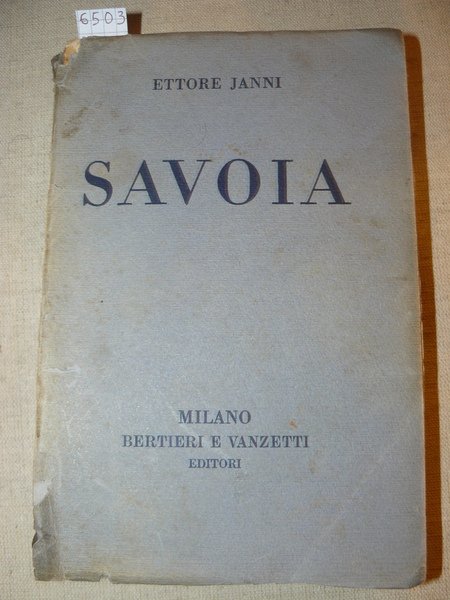 6503
ETTORE JANNI
SAVOIA
MILANO
BERTIERI E VANZETTI
EDITORI